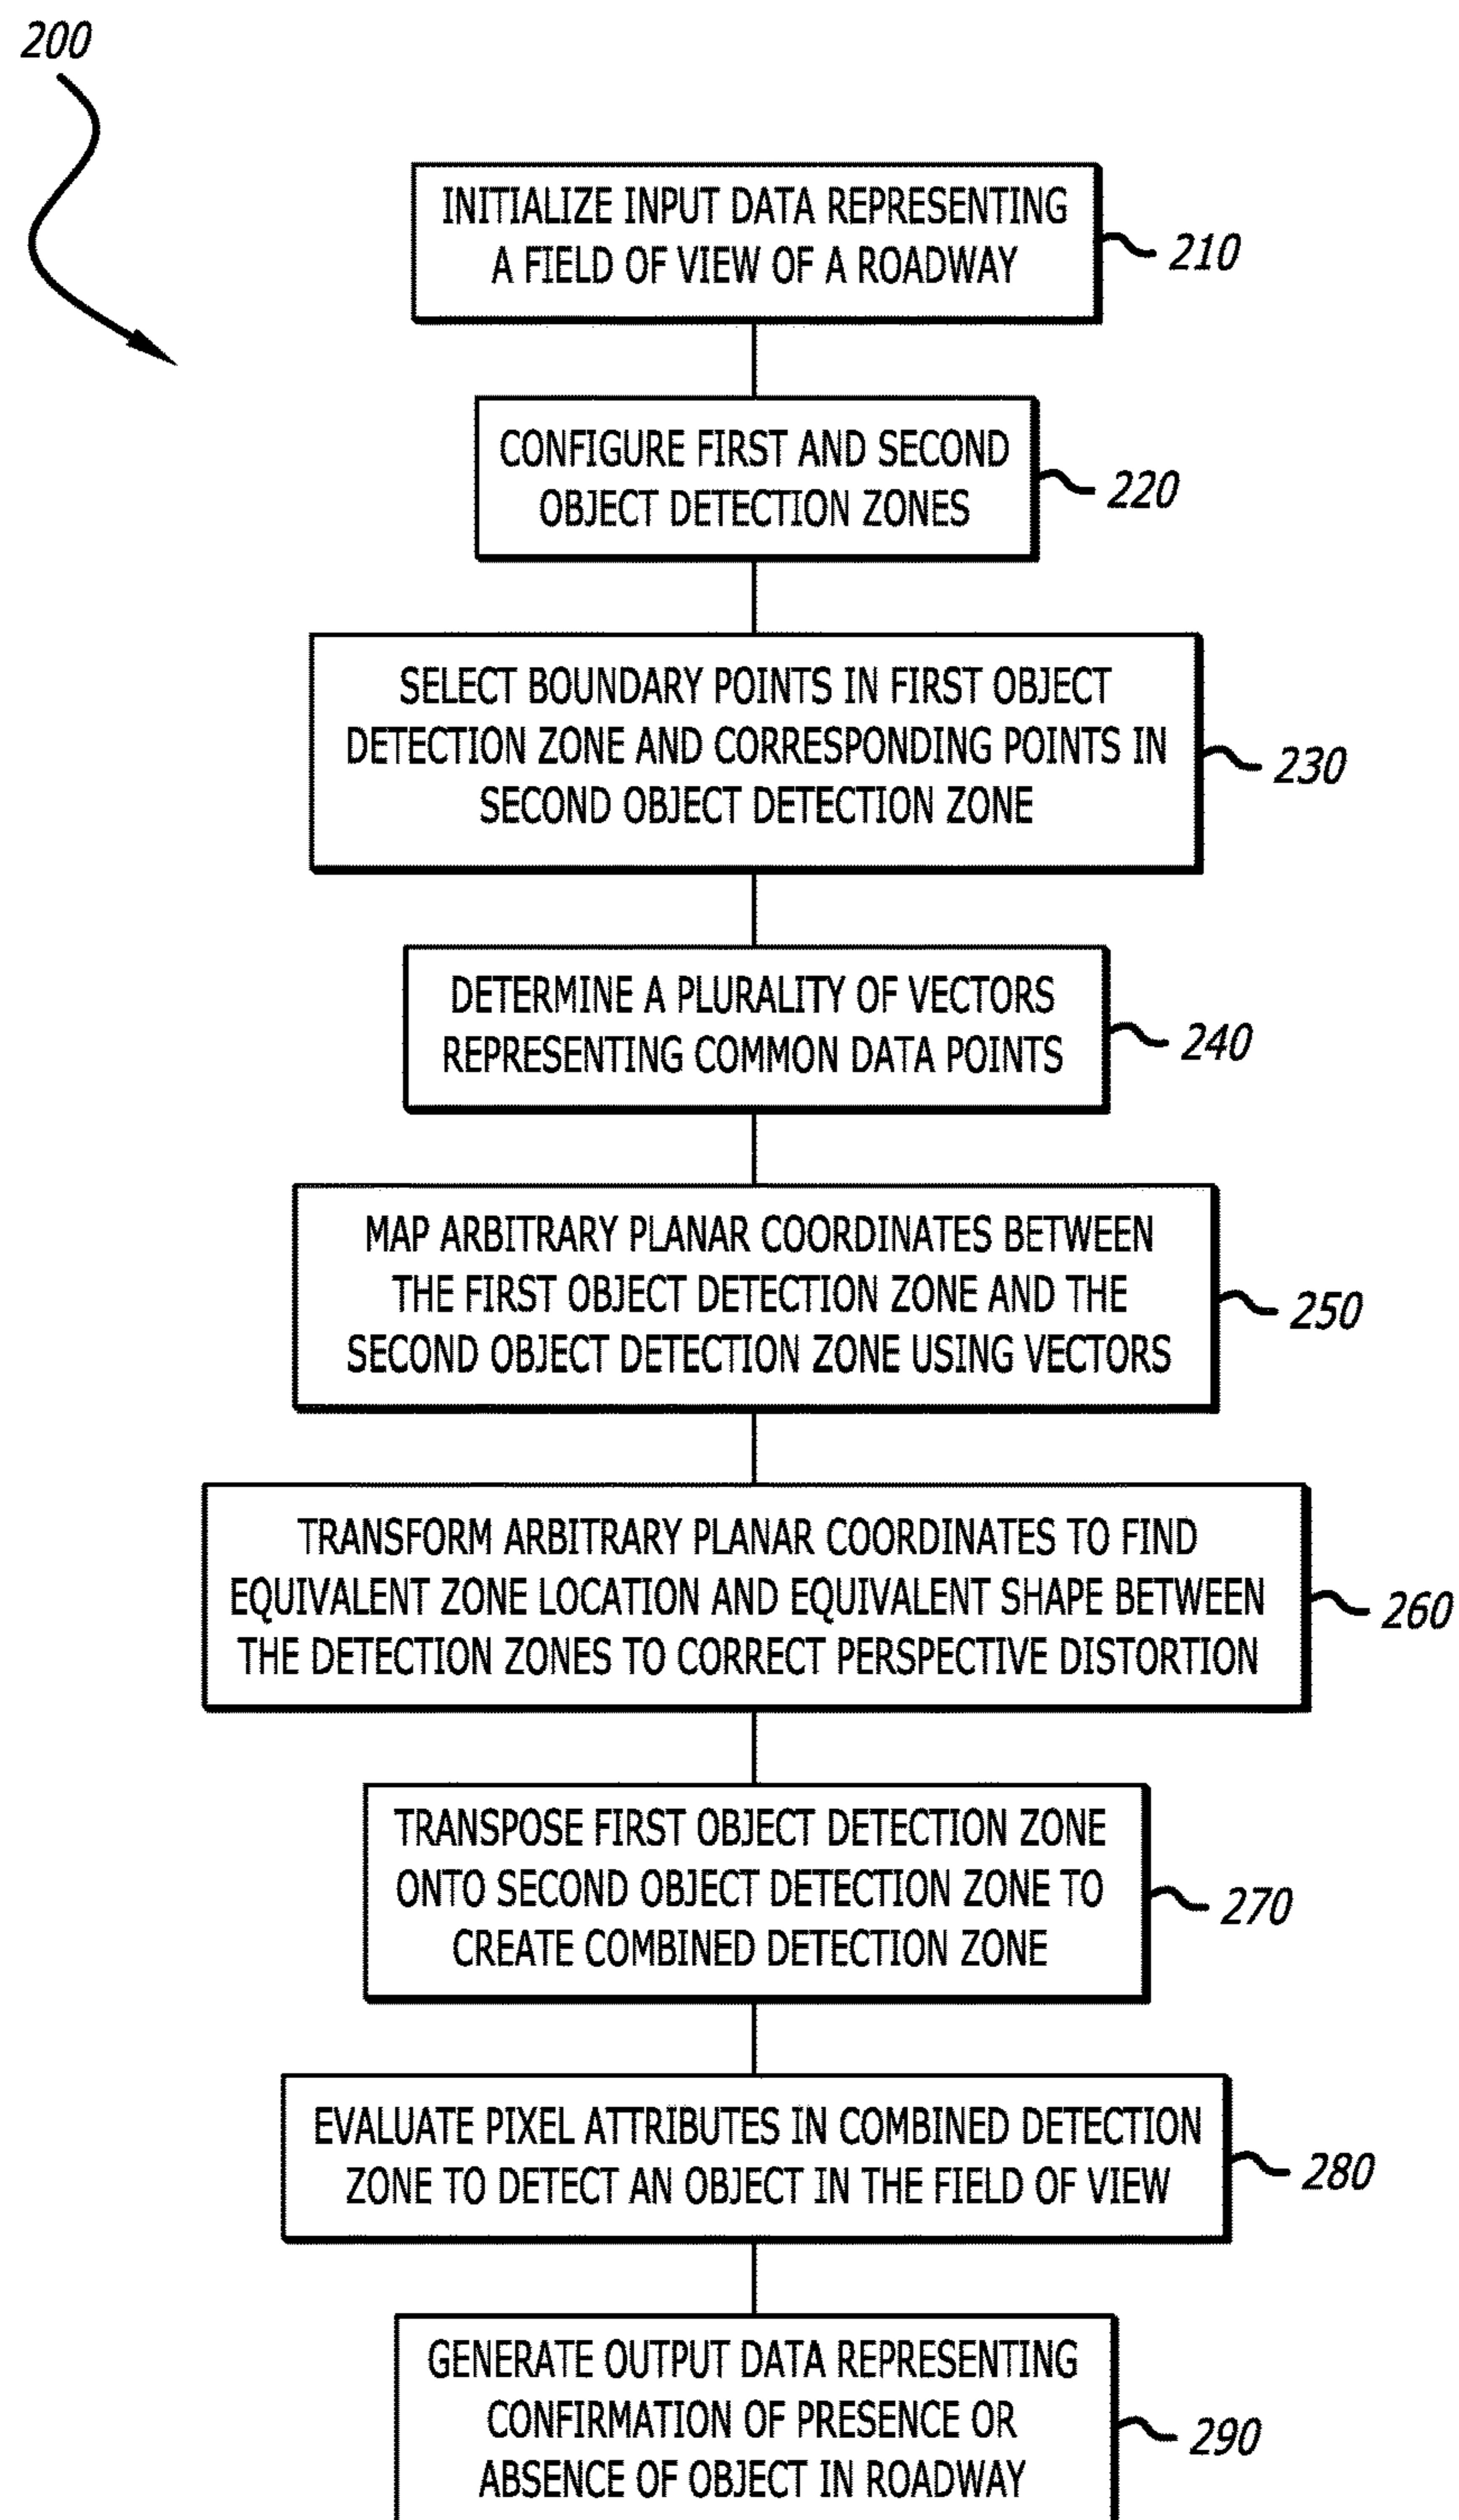 200
INITIALIZE INPUT DATA REPRESENTING
A FIELD OF VIEW OF A ROADWAY
210
CONFIGURE FIRST AND SECOND
OBJECT DETECTION ZONES
220
SELECT BOUNDARY POINTS IN FIRST OBJECT
DETECTION ZONE AND CORRESPONDING POINTS IN
SECOND OBJECT DETECTION ZONE
230
DETERMINE A PLURALITY OF VECTORS
REPRESENTING COMMON DATA POINTS
240
MAP ARBITRARY PLANAR COORDINATES BETWEEN
THE FIRST OBJECT DETECTION ZONE AND THE
SECOND OBJECT DETECTION ZONE USING VECTORS
250
TRANSFORM ARBITRARY PLANAR COORDINATES TO FIND
EQUIVALENT ZONE LOCATION AND EQUIVALENT SHAPE BETWEEN
THE DETECTION ZONES TO CORRECT PERSPECTIVE DISTORTION
260
TRANSPOSE FIRST OBJECT DETECTION ZONE
ONTO SECOND OBJECT DETECTION ZONE TO
CREATE COMBINED DETECTION ZONE
270
EVALUATE PIXEL ATTRIBUTES IN COMBINED DETECTION
ZONE TO DETECT AN OBJECT IN THE FIELD OF VIEW
280
GENERATE OUTPUT DATA REPRESENTING
CONFIRMATION OF PRESENCE OR
ABSENCE OF OBJECT IN ROADWAY
290